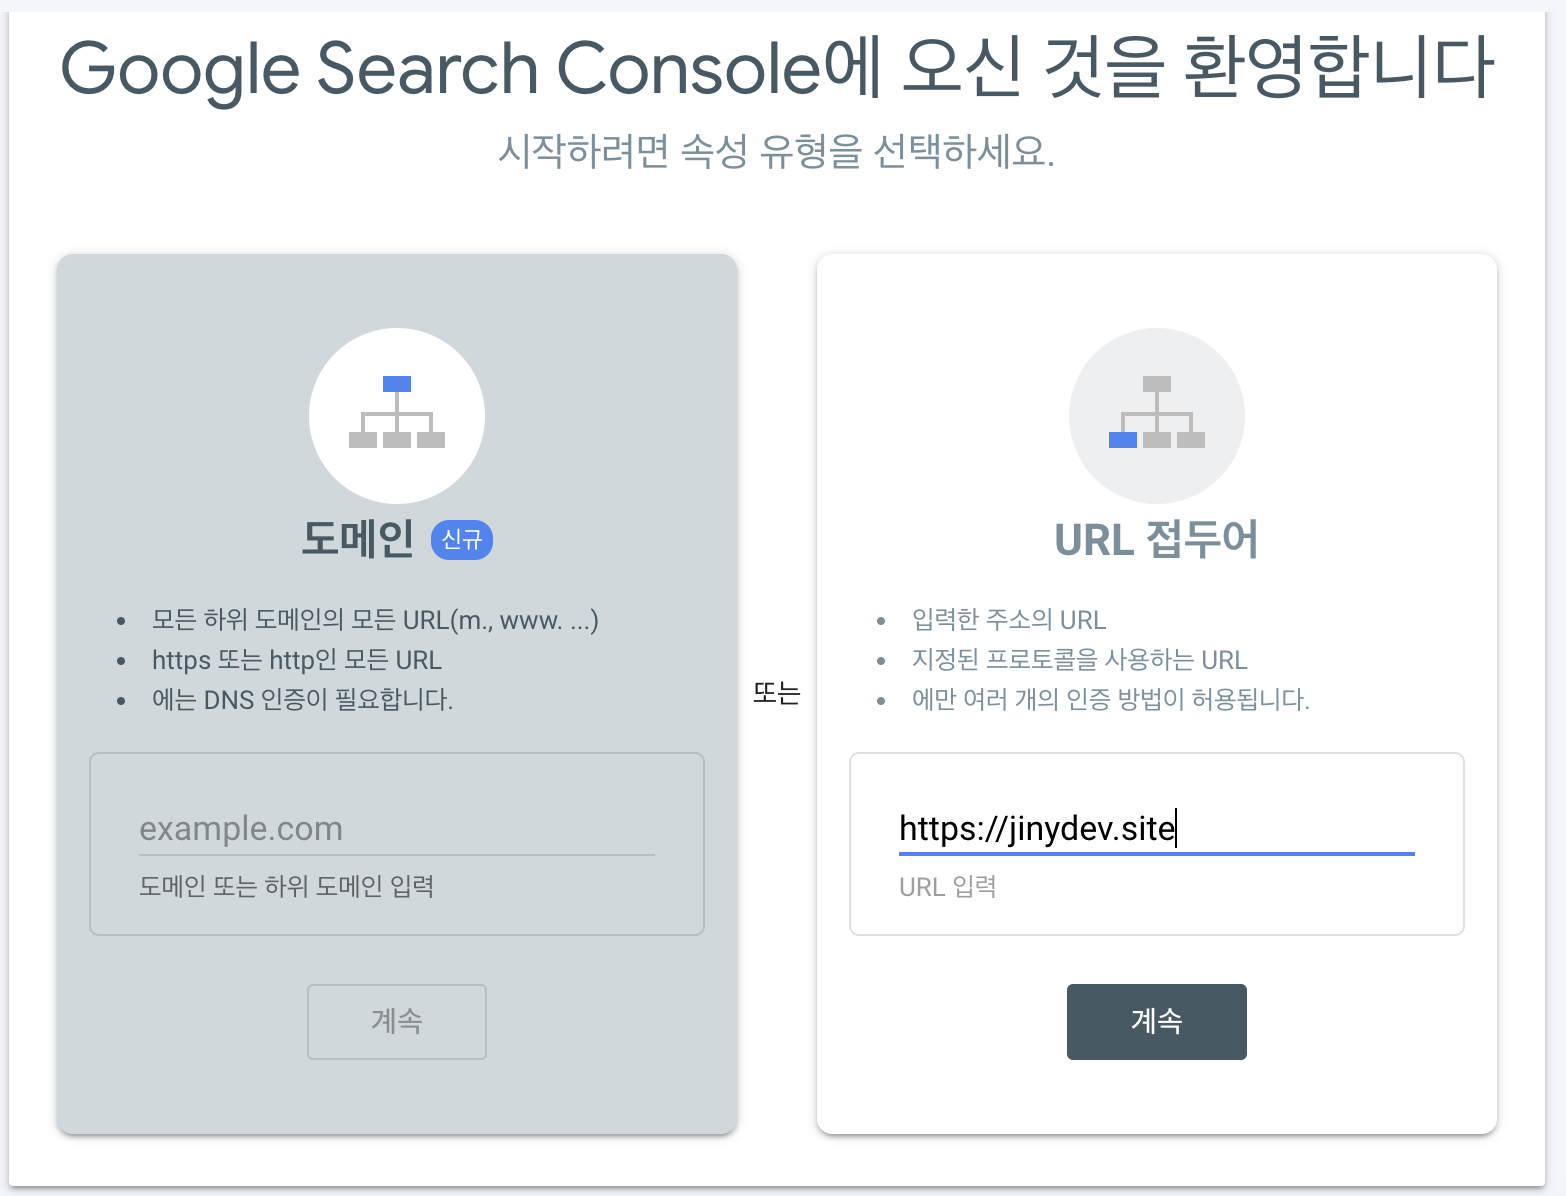 Google Search Console에 오신 것을 환영합니다
시작하려면 속성 유형을 선택하세요.
도메인 신규
모든 하위 도메인의 모든 URL(m., www. ...)
https 또는 http인 모든 URL
에는 DNS 인증이 필요합니다.
example.com
도메인 또는 하위 도메인 입력
계속
또는
URL 접두어
입력한 주소의 URL
지정된 프로토콜을 사용하는 URL
에만 여러 개의 인증 방법이 허용됩니다.
https://jinydev.site
URL 입력
계속